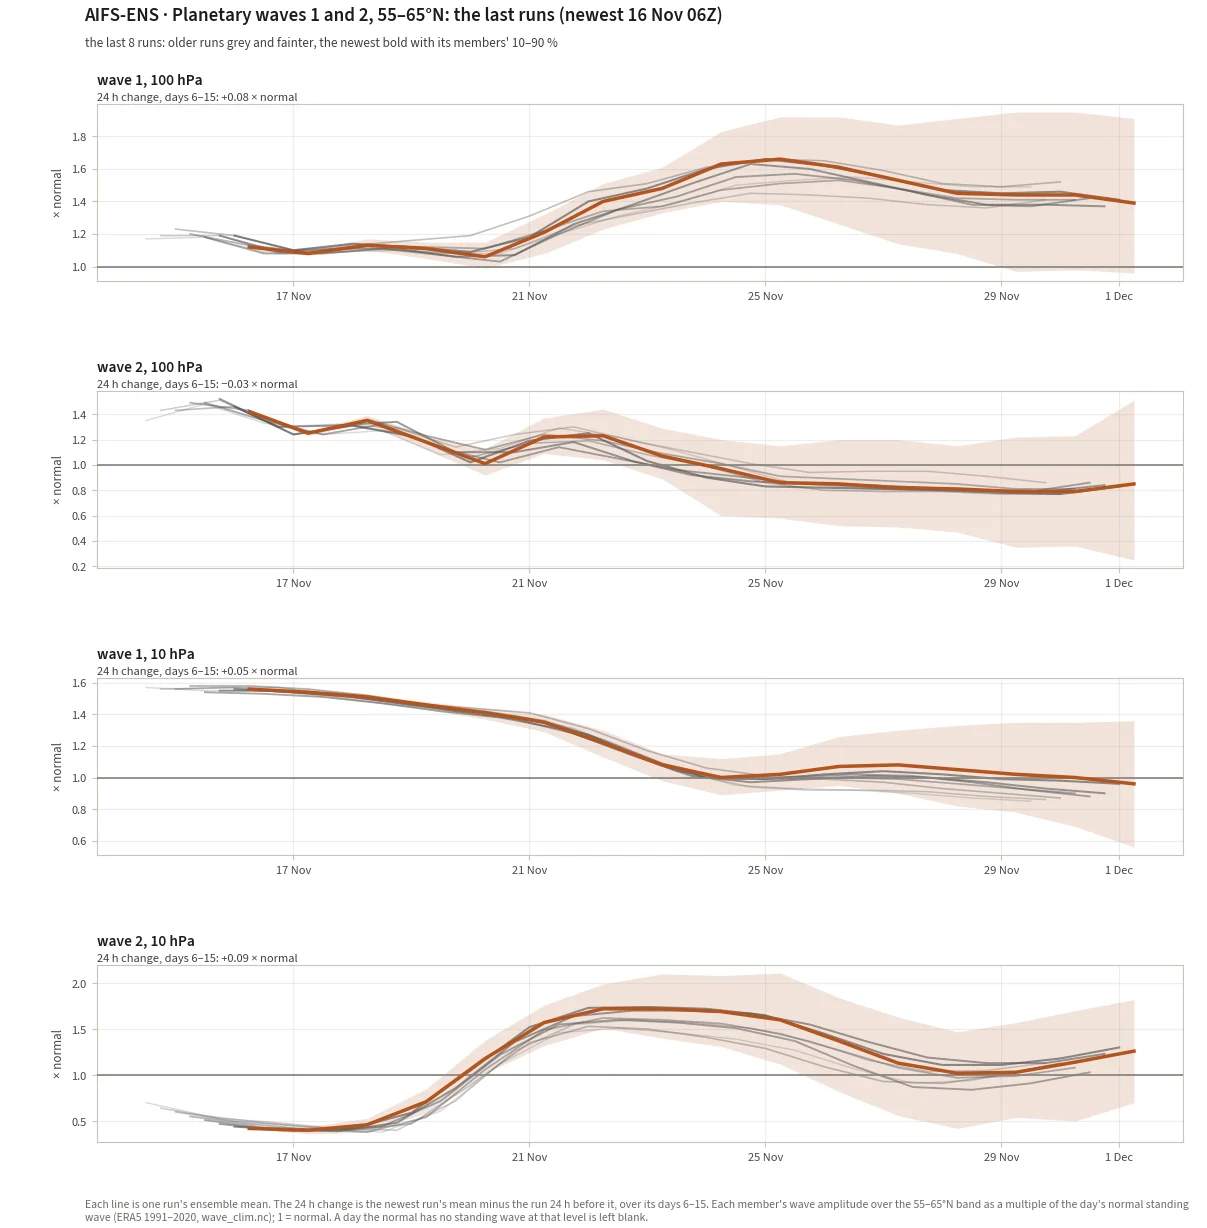 AIFS-ENS · Planetary waves 1 and 2, 55–65°N: the last runs (newest 16 Nov 06Z)
the last 8 runs: older runs grey and fainter, the newest bold with its members' 10–90 %
wave 1, 100 hPa
24 h change, days 6–15: +0.08 × normal
1.8
1.6
1.4
1.2
1.0
× normal
17 Nov
21 Nov
25 Nov
29 Nov
1 Dec
wave 2, 100 hPa
24 h change, days 6–15: −0.03 × normal
1.4
1.2
1.0
0.8
0.6
0.4
0.2
× normal
17 Nov
21 Nov
25 Nov
29 Nov
1 Dec
wave 1, 10 hPa
24 h change, days 6–15: +0.05 × normal
1.6
1.4
1.2
1.0
0.8
0.6
× normal
17 Nov
21 Nov
25 Nov
29 Nov
1 Dec
wave 2, 10 hPa
24 h change, days 6–15: +0.09 × normal
2.0
1.5
1.0
0.5
× normal
17 Nov
21 Nov
25 Nov
29 Nov
1 Dec
Each line is one run's ensemble mean. The 24 h change is the newest run's mean minus the run 24 h before it, over its days 6–15. Each member's wave amplitude over the 55–65°N band as a multiple of the day's normal standing
wave (ERA5 1991–2020, wave_clim.nc); 1 = normal. A day the normal has no standing wave at that level is left blank.